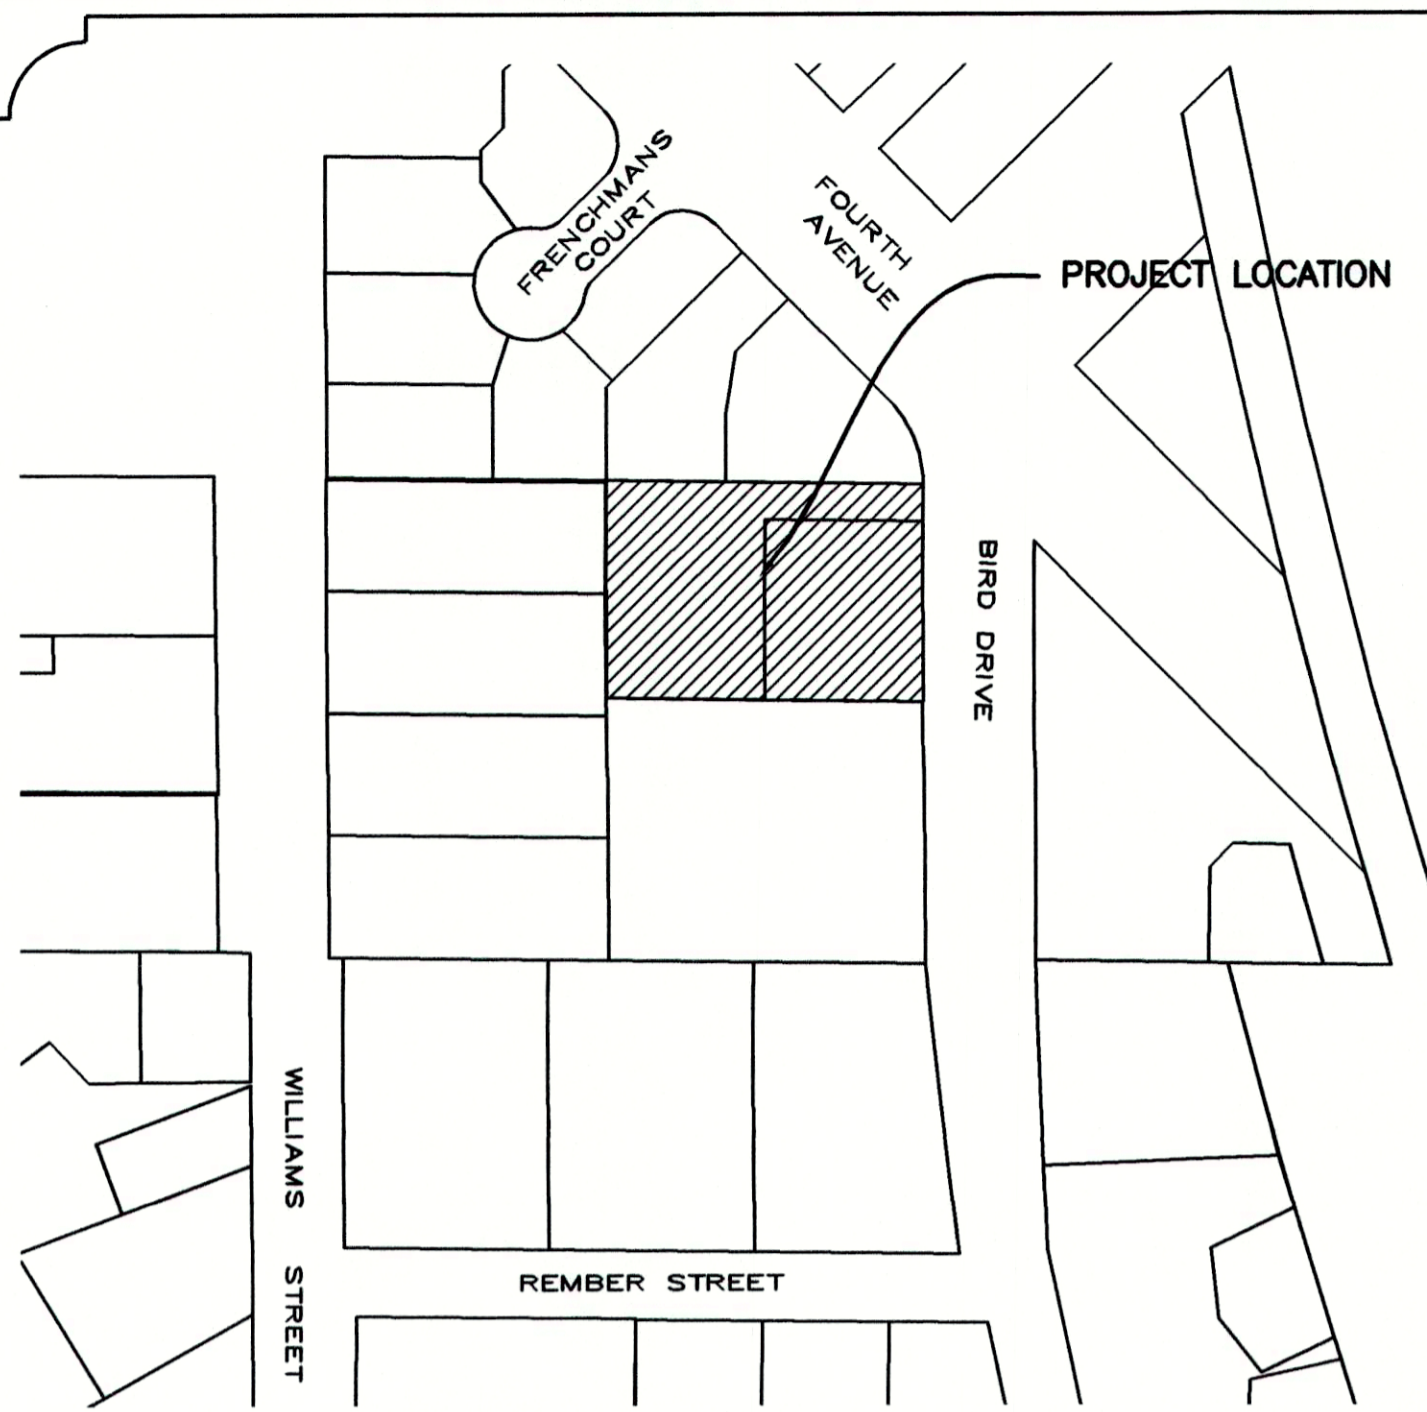 FRENCHMANS
COURT
FOURTH
AVENUE
PROJECT LOCATION
BIRD DRIVE
WILLIAMS STREET
REMBER STREET